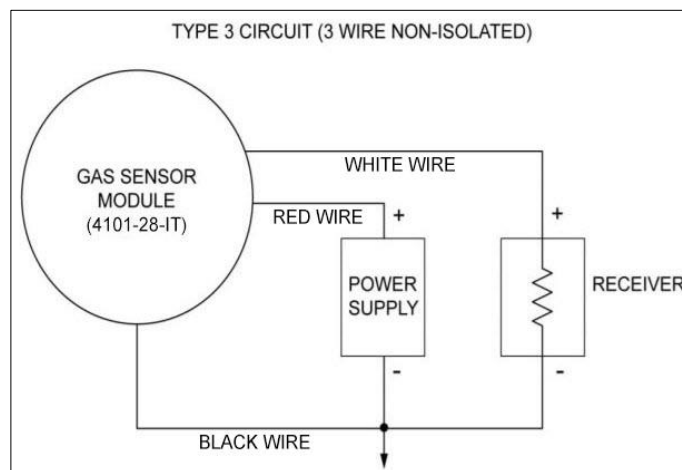 TYPE 3 CIRCUIT (3 WIRE NON-ISOLATED)
WHITE WIRE
GAS SENSOR
MODULE
(4101-28-IT)
RED WIRE
+
+
POWER
SUPPLY
RECEIVER
-
-
BLACK WIRE